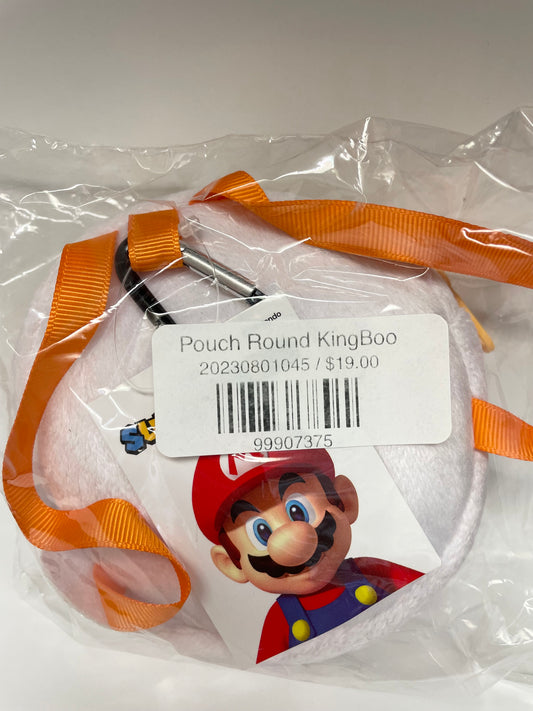 Pouch Round KingBoo
20230801045 / $19.00
99907375
M